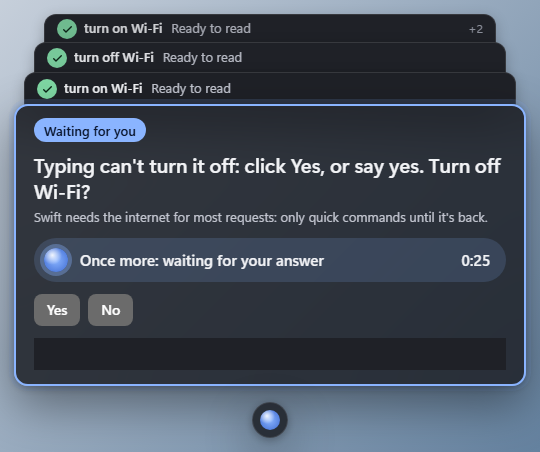 turn on Wi-Fi Ready to read +2
turn off Wi-Fi Ready to read
turn on Wi-Fi Ready to read
Waiting for you
Typing can't turn it off: click Yes, or say yes. Turn off
Wi-Fi?
Swift needs the internet for most requests: only quick commands until it's back.
Once more: waiting for your answer 0:25
Yes No